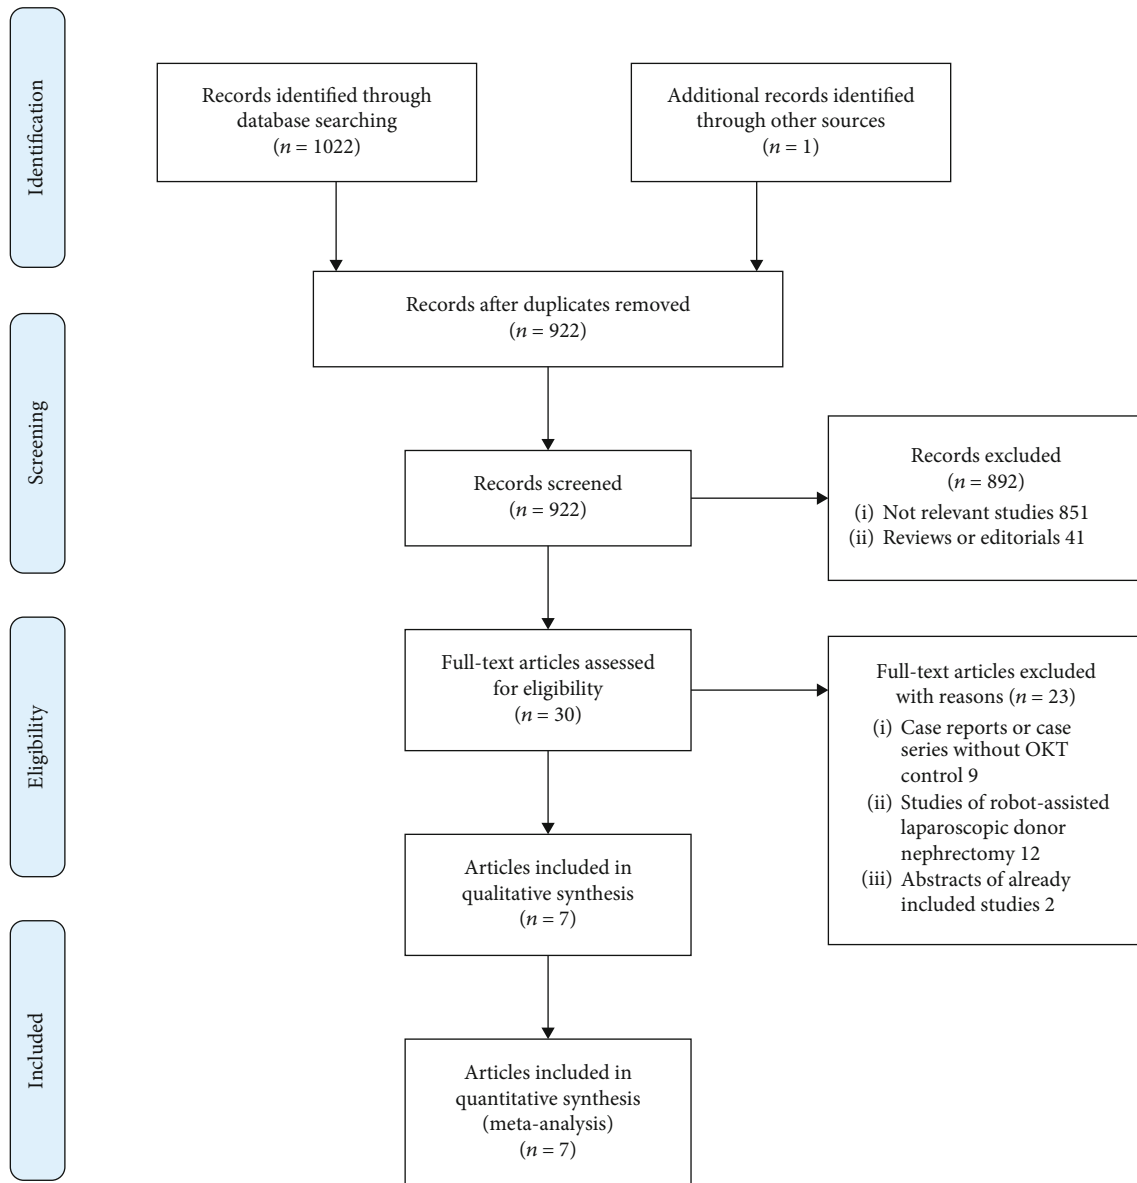 Identification
Records identified through
database searching
(n = 1022)
Additional records identified
through other sources
(n = 1)
Records after duplicates removed
(n = 922)
Screening
Records screened
(n = 922)
Records excluded
(n = 892)
(i) Not relevant studies 851
(ii) Reviews or editorials 41
Eligibility
Full-text articles assessed
for eligibility
(n = 30)
Full-text articles excluded
with reasons (n = 23)
(i) Case reports or case
series without OKT
control 9
(ii) Studies of robot-assisted
laparoscopic donor
nephrectomy 12
(iii) Abstracts of already
included studies 2
Articles included in
qualitative synthesis
(n = 7)
Included
Articles included in
quantitative synthesis
(meta-analysis)
(n = 7)